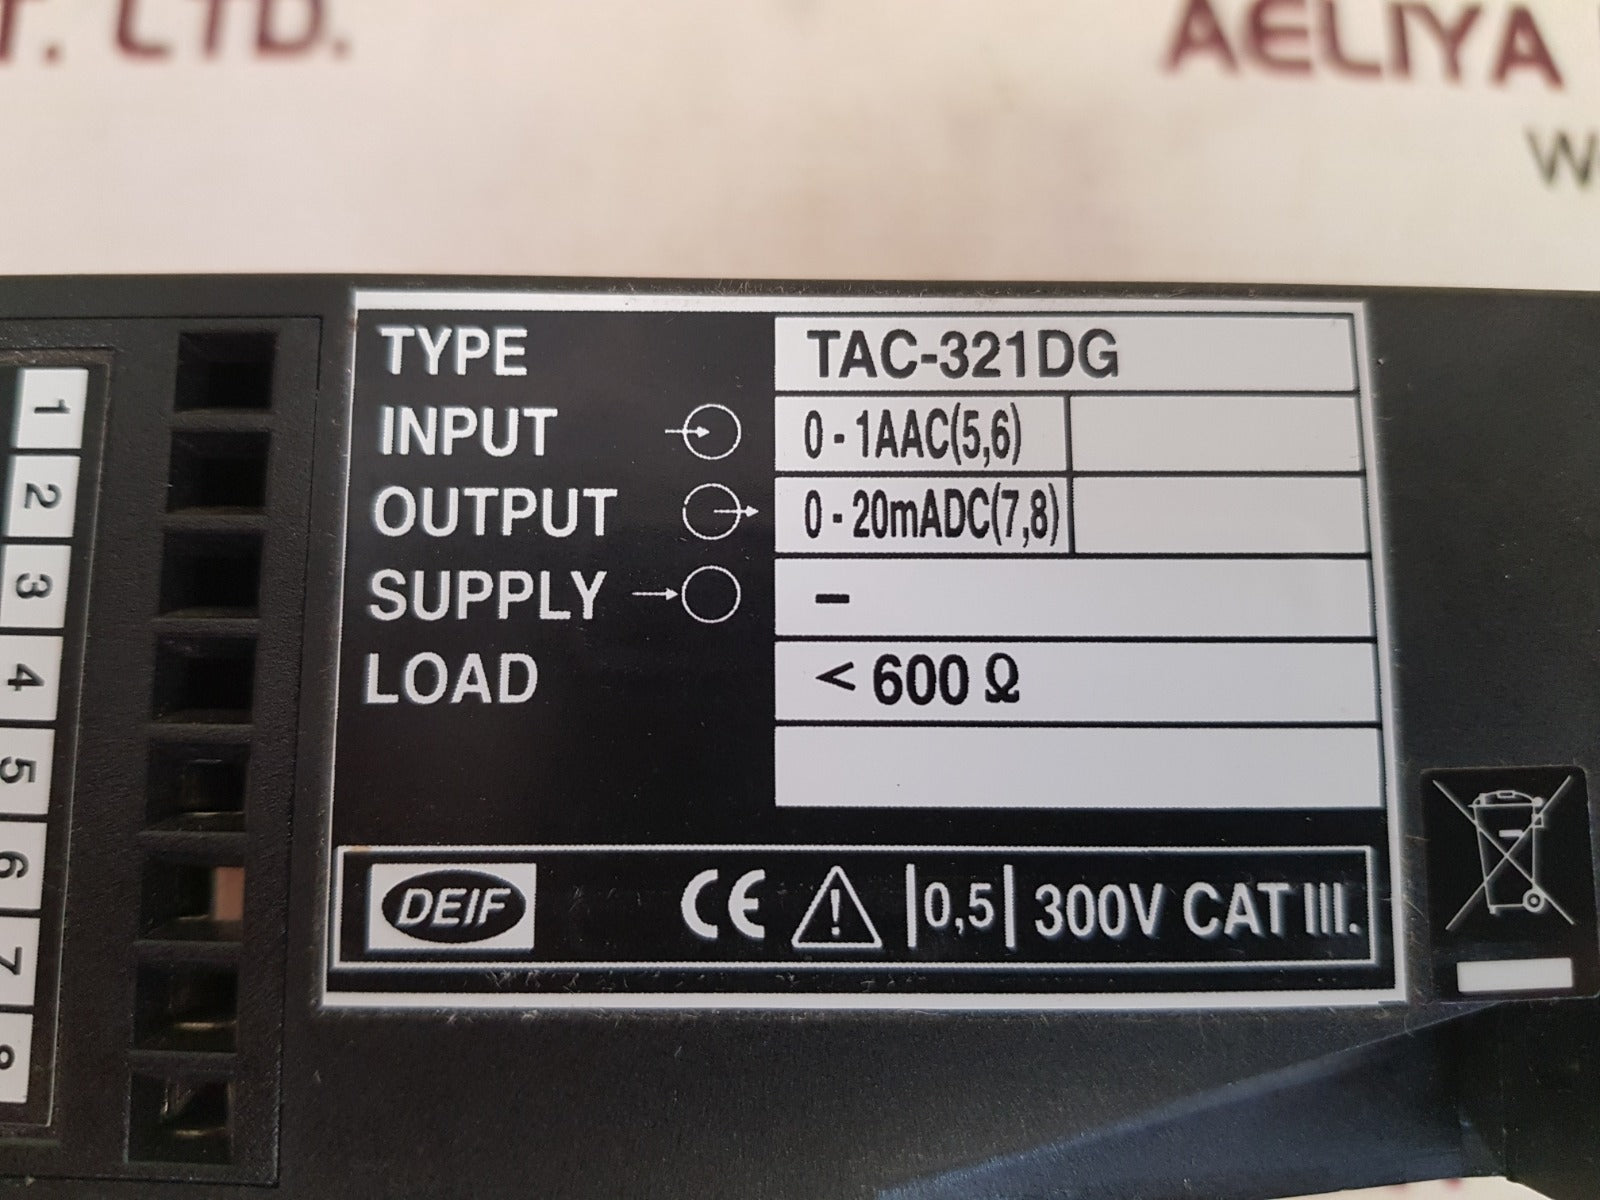 T. LTD.
AELIYA
TYPE TAC-321DG
INPUT 0 - 1AAC(5,6)
OUTPUT 0 - 20mADC(7,8)
SUPPLY –
LOAD < 600 Ω
DEIF CE 0,5 300V CAT III.
1
2
3
4
5
6
7
8